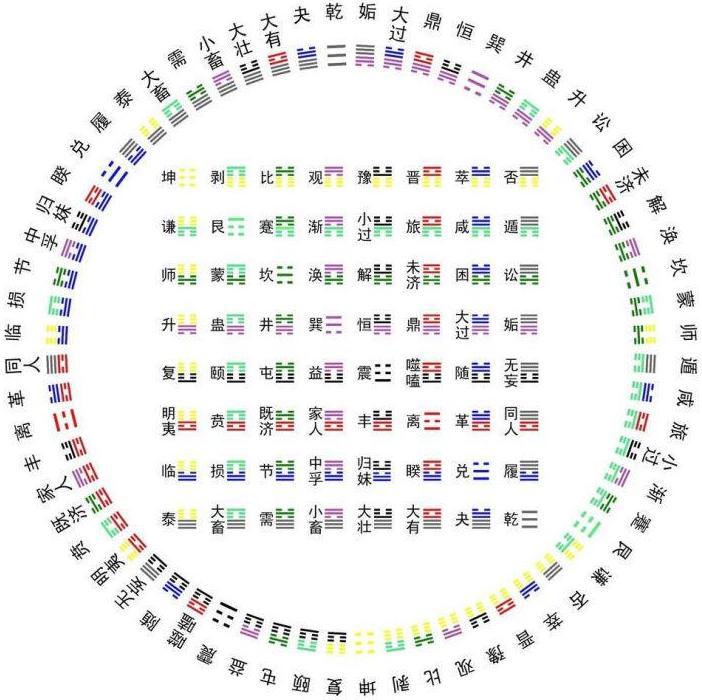 乾 姤 大过 鼎 恒 巽 井 蛊 升 讼 困 未济 解 涣 坎 蒙 师 遁 咸 旅 小过 渐 蹇 艮 谦 否 萃 晋 豫 观 比 剥 坤 复 颐 屯 益 震 噬嗑 随 无妄 明夷 贲 既济 家人 丰 离 革 同人 临 损 节 中孚 归妹 睽 兑 履 泰 大畜 需 小畜 大壮 大有 夬
坤 剥 比 观 豫 晋 萃 否
谦 艮 蹇 渐 小过 旅 咸 遁
师 蒙 坎 涣 解 未济 困 讼
升 蛊 井 巽 恒 鼎 大过 姤
复 颐 屯 益 震 噬嗑 随 无妄
明夷 贲 既济 家人 丰 离 革 同人
临 损 节 中孚 归妹 睽 兑 履
泰 大畜 需 小畜 大壮 大有 夬 乾